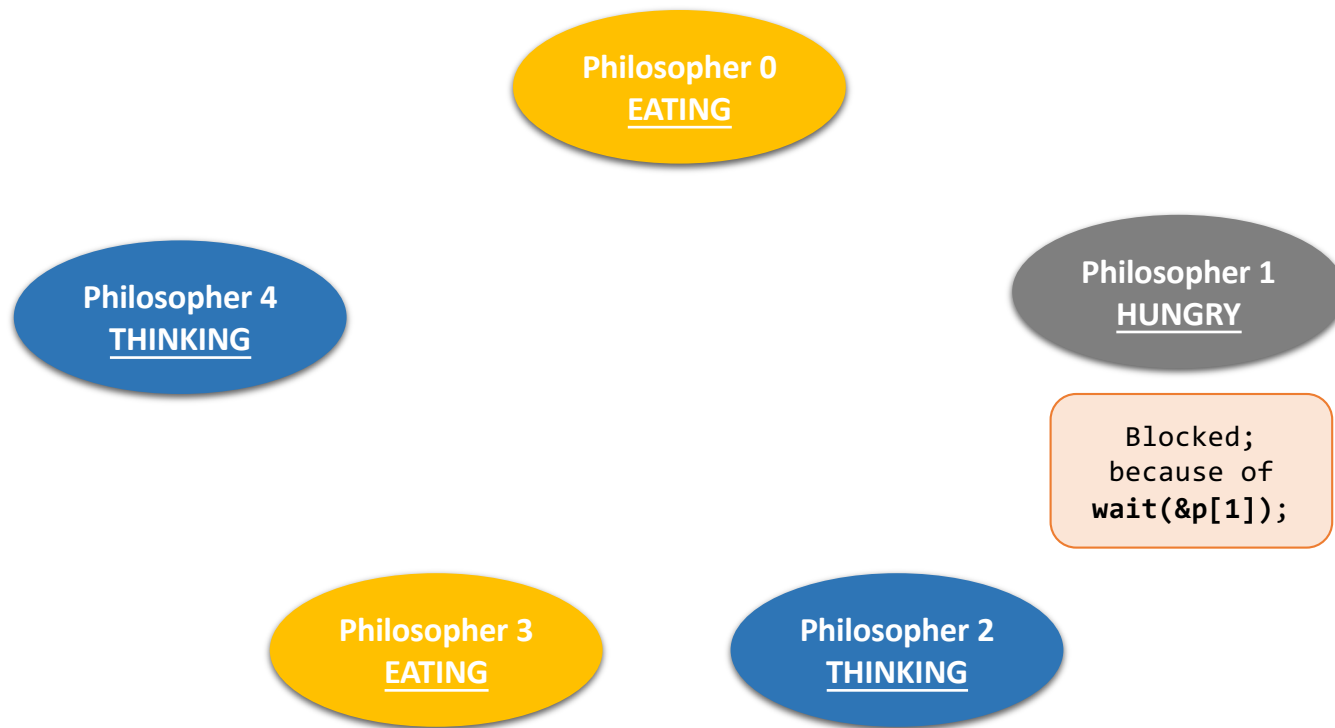 Philosopher 0
EATING
Philosopher 1
HUNGRY
Philosopher 4
THINKING
Blocked;
because of
wait(&p[1]);
Philosopher 3
EATING
Philosopher 2
THINKING